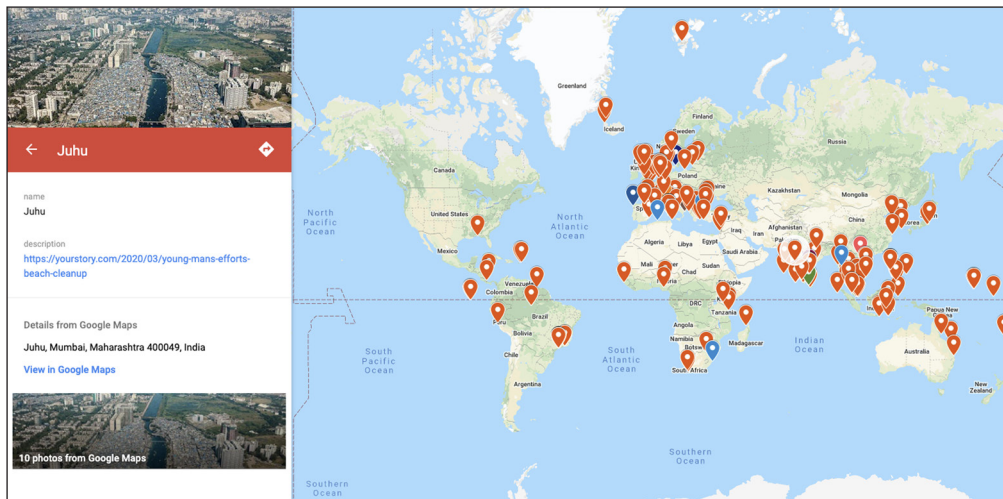 Juhu
name
Juhu
description
https://yourstory.com/2020/03/young-mans-efforts-
beach-cleanup
Details from Google Maps
Juhu, Mumbai, Maharashtra 400049, India
View in Google Maps
10 photos from Google Maps
Greenland
Iceland
Finland
Sweden
Russia
Canada
Poland
Kazakhstan
Mongolia
North
Pacific
Ocean
United States
North
Atlantic
Ocean
China
Afghanistan
Iraq
Mexico
Algeria
Libya
Egypt
Saudi Arabia
Mali
Chad
Sudan
Venezuela
Colombia
Ethiopia
DRC
Tanzania
Papua New
Brazil
Peru
Bolivia
Angola
Namibia
Madagascar
Indian
Ocean
Chile
South
Pacific
Ocean
South
Atlantic
Ocean
South Africa
Australia
Argentina
New
Zealand
Southern
Ocean
Southern
Ocean